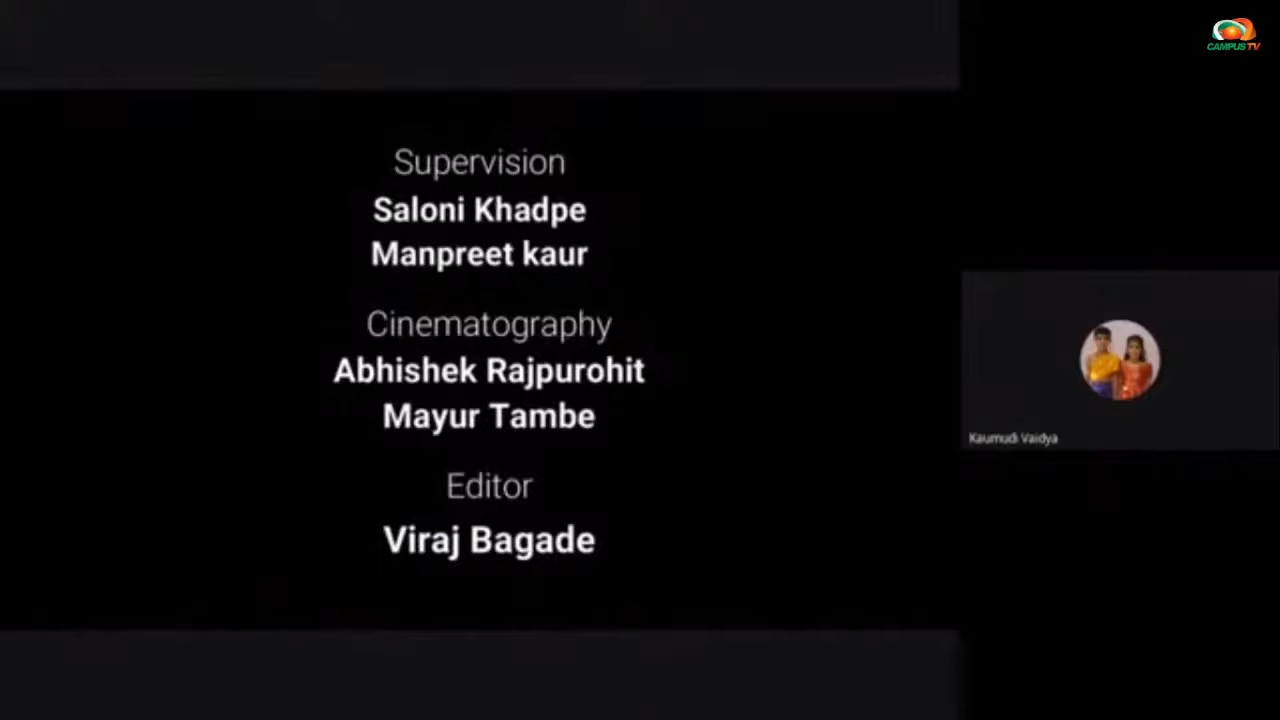 CAMPUS TV
Supervision
Saloni Khadpe
Manpreet kaur
Cinematography
Abhishek Rajpurohit
Mayur Tambe
Editor
Viraj Bagade
Kaumudi Vaidya